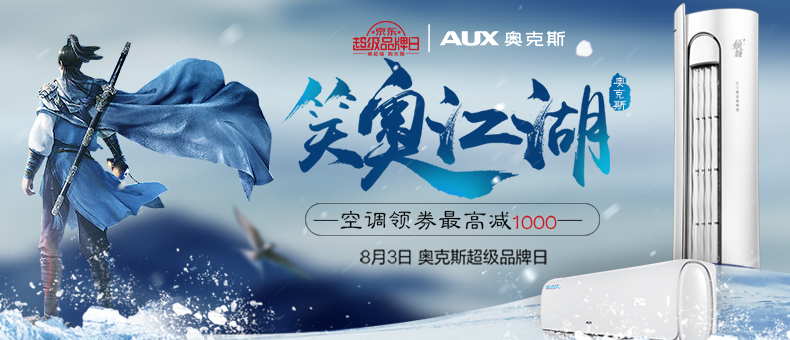 京东
超级品牌日
AUX 奥克斯
笑奥江湖
奥克斯
空调领券最高减1000
8月3日 奥克斯超级品牌日
AUX